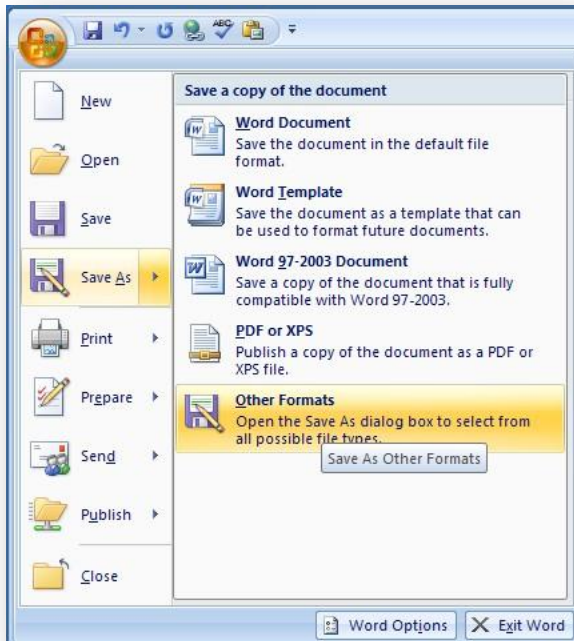 ABC
New
Open
Save
Save As
Print
Prepare
Send
Publish
Close
Save a copy of the document
Word Document
Save the document in the default file
format.
Word Template
Save the document as a template that can
be used to format future documents.
Word 97-2003 Document
Save a copy of the document that is fully
compatible with Word 97-2003.
PDF or XPS
Publish a copy of the document as a PDF or
XPS file.
Other Formats
Open the Save As dialog box to select from
all possible file types.
Save As Other Formats
Word Options
Exit Word